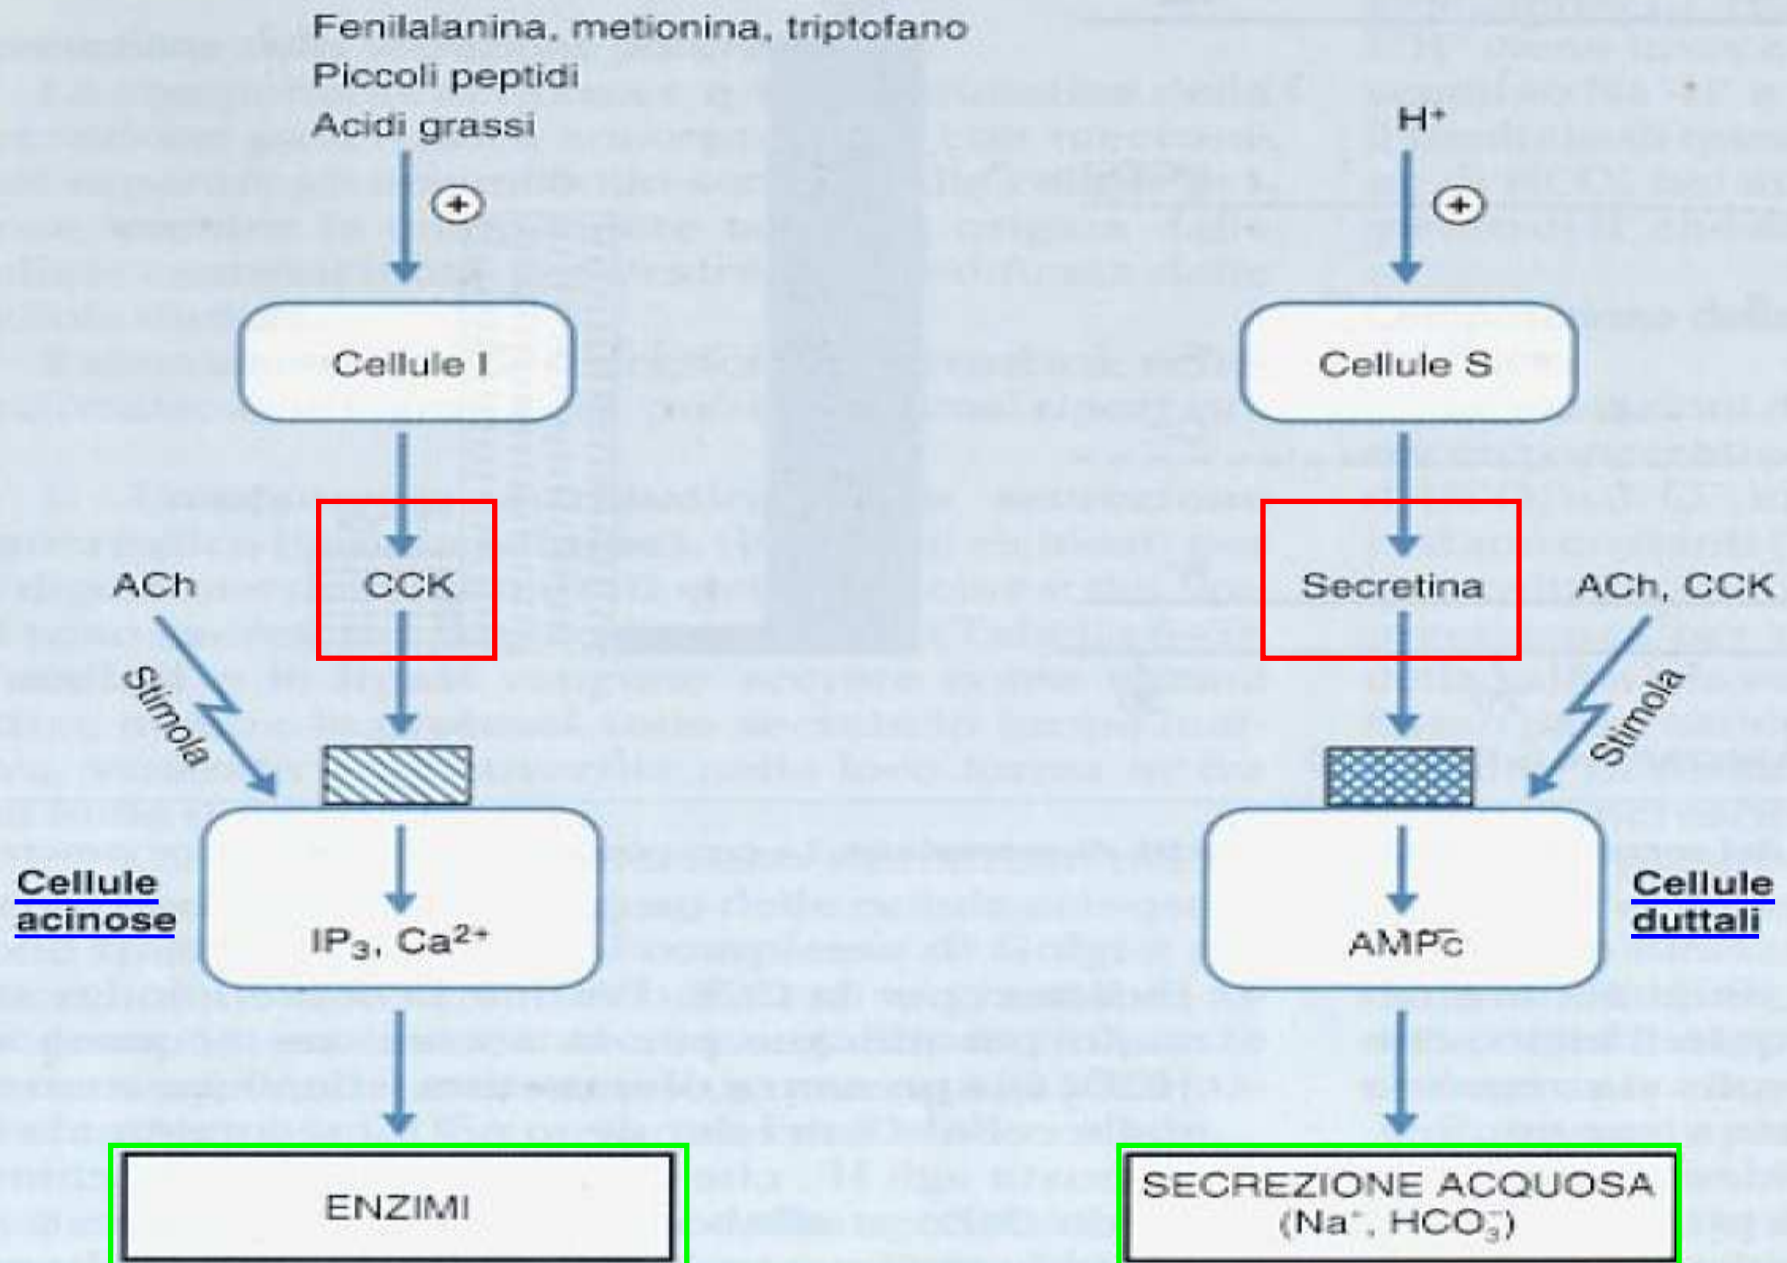 Fenilalanina, metionina, triptofano
Piccoli peptidi
Acidi grassi
+
Cellule I
ACh
CCK
Stimola
Cellule
acinose
IP₃, Ca²⁺
ENZIMI
H⁺
+
Cellule S
Secretina
ACh, CCK
Stimola
AMPc
Cellule
duttali
SECREZIONE ACQUOSA
(Na⁺, HCO₃⁻)